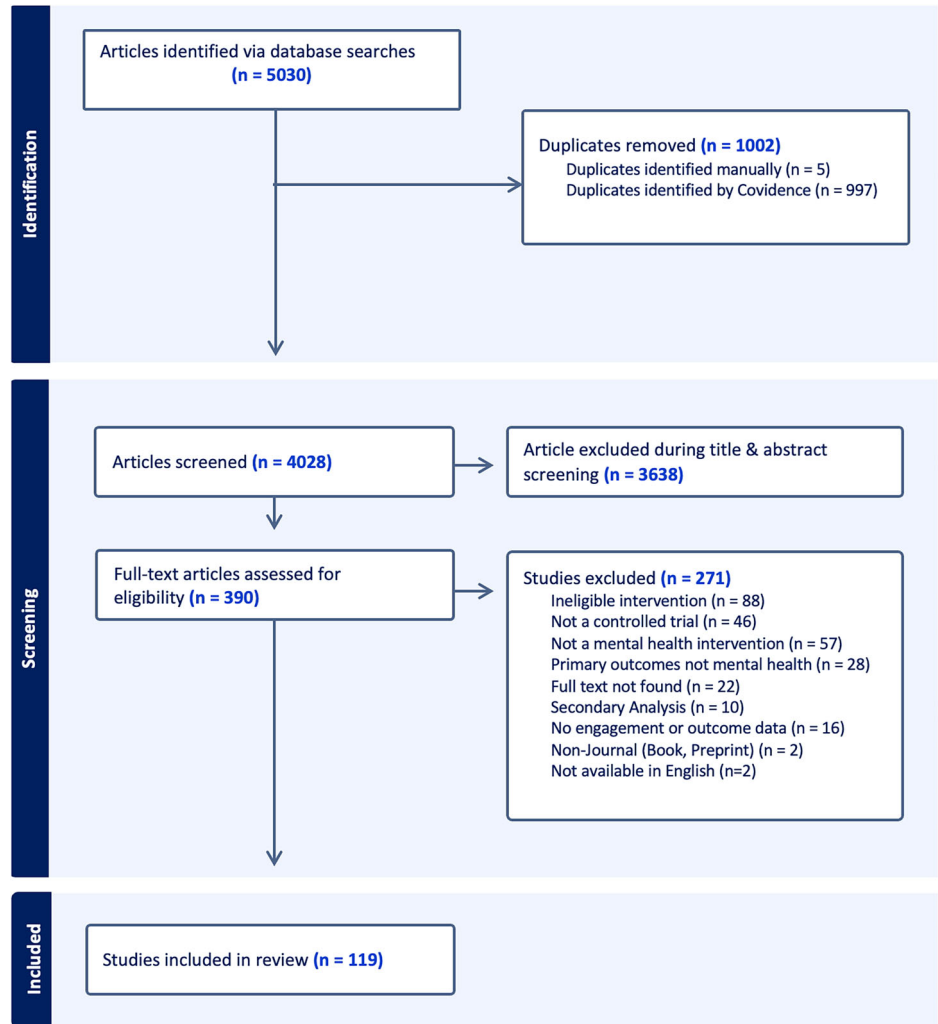 Identification
Articles identified via database searches
(n = 5030)
Duplicates removed (n = 1002)
Duplicates identified manually (n = 5)
Duplicates identified by Covidence (n = 997)
Screening
Articles screened (n = 4028)
Article excluded during title & abstract
screening (n = 3638)
Full-text articles assessed for
eligibility (n = 390)
Studies excluded (n = 271)
Ineligible intervention (n = 88)
Not a controlled trial (n = 46)
Not a mental health intervention (n = 57)
Primary outcomes not mental health (n = 28)
Full text not found (n = 22)
Secondary Analysis (n = 10)
No engagement or outcome data (n = 16)
Non-Journal (Book, Preprint) (n = 2)
Not available in English (n=2)
Included
Studies included in review (n = 119)